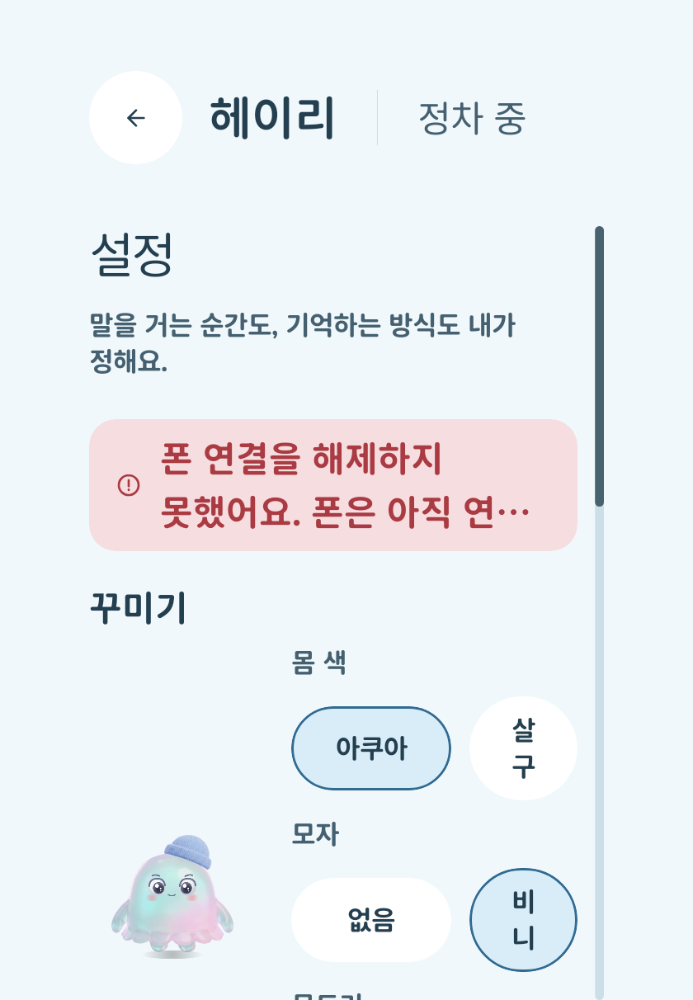 헤이리
정차 중
설정
말을 거는 순간도, 기억하는 방식도 내가
정해요.
폰 연결을 해제하지
못했어요. 폰은 아직 연…
꾸미기
몸 색
아쿠아
살
구
모자
없음
비
니